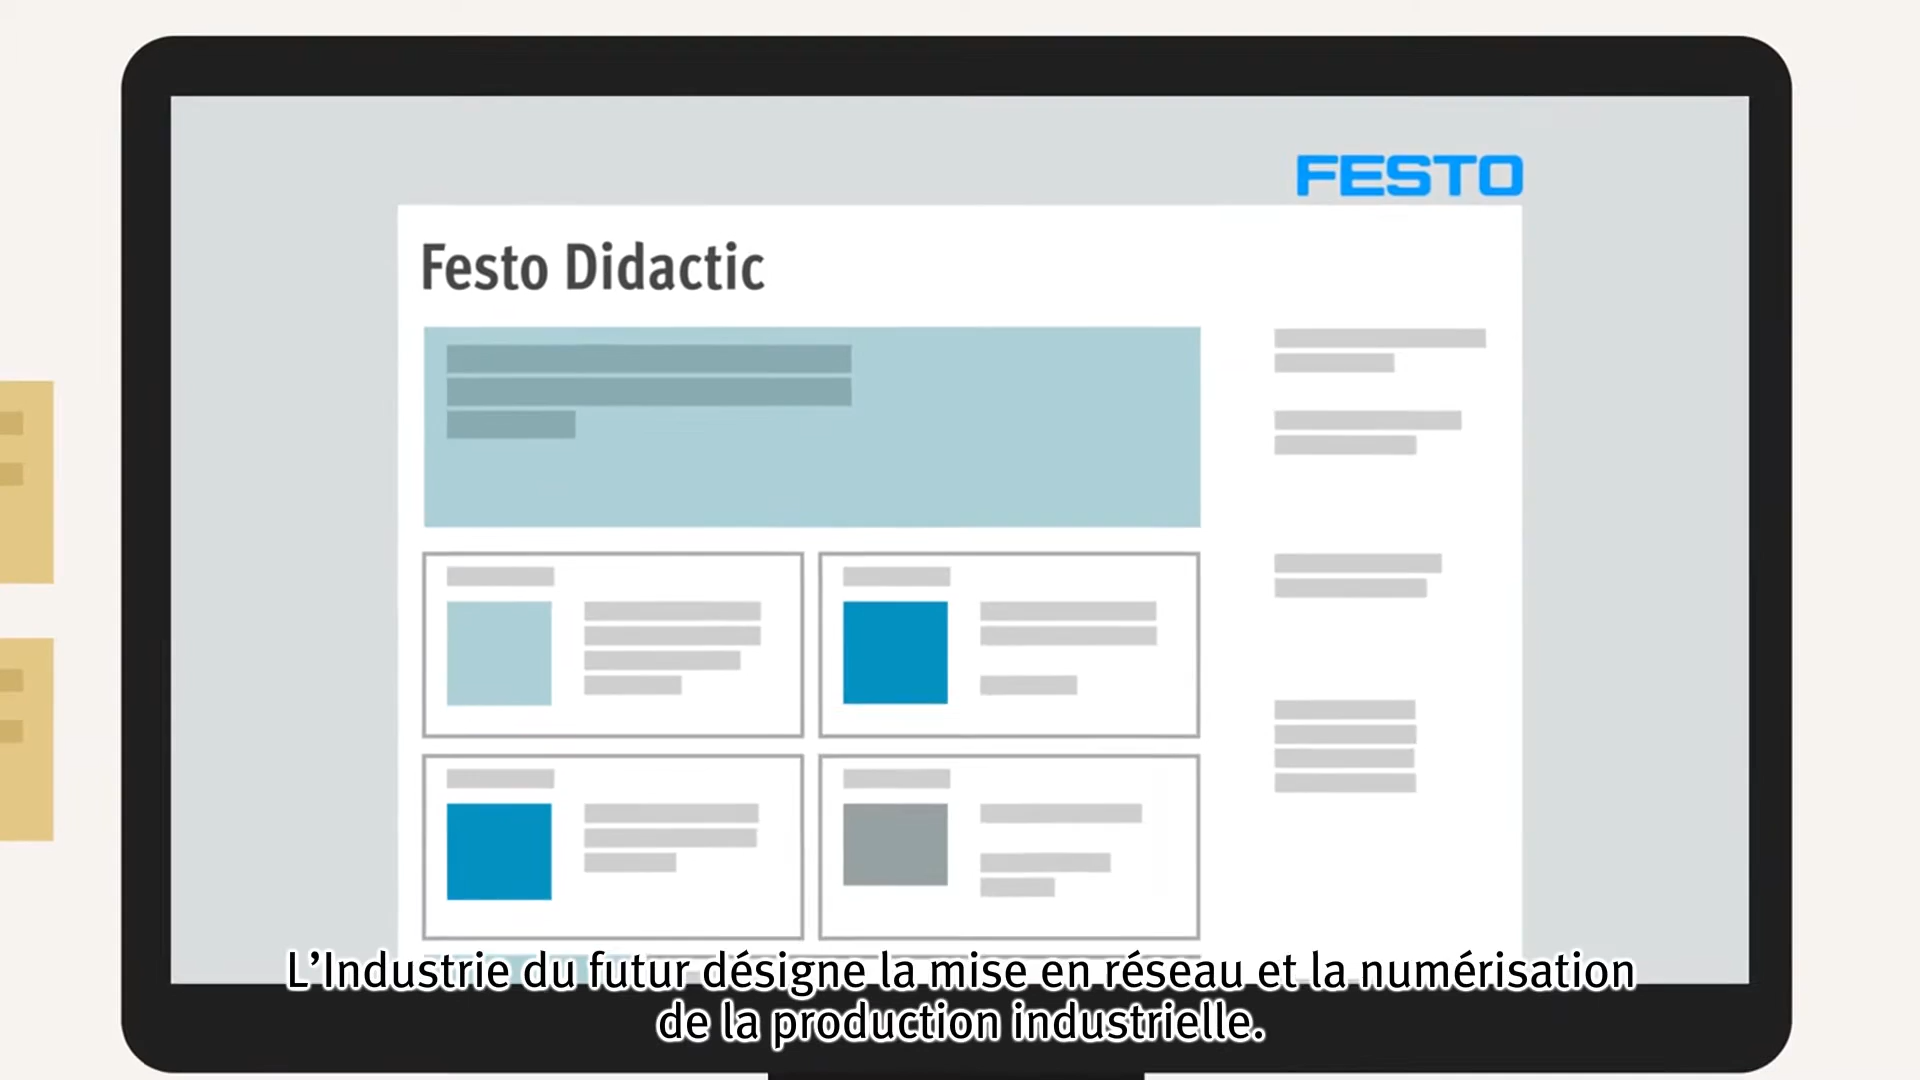 FESTO
Festo Didactic
L’Industrie du futur désigne la mise en réseau et la numérisation
de la production industrielle.